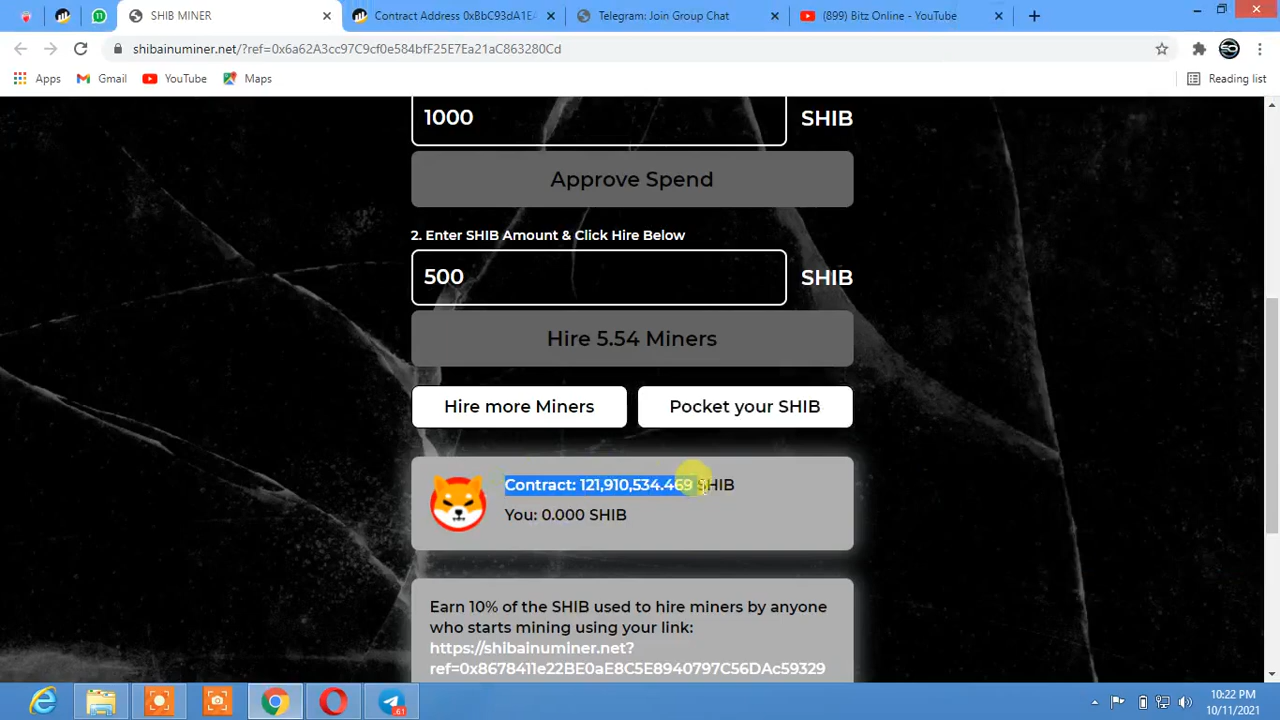 SHIB MINER
Contract Address 0xBbC93dA1EA
Telegram: Join Group Chat
(899) Bitz Online - YouTube
shibainuminer.net/?ref=0x6a62A3cc97C9cf0e584bfF25E7Ea21aC863280Cd
Apps
Gmail
YouTube
Maps
Reading list
1000
SHIB
Approve Spend
2. Enter SHIB Amount & Click Hire Below
500
SHIB
Hire 5.54 Miners
Hire more Miners
Pocket your SHIB
Contract: 121,910,534.469 SHIB
You: 0.000 SHIB
Earn 10% of the SHIB used to hire miners by anyone
who starts mining using your link:
https://shibainuminer.net?
ref=0x8678411e22BE0aE8C5E8940797C56DAc59329
.61
10:22 PM
10/11/2021